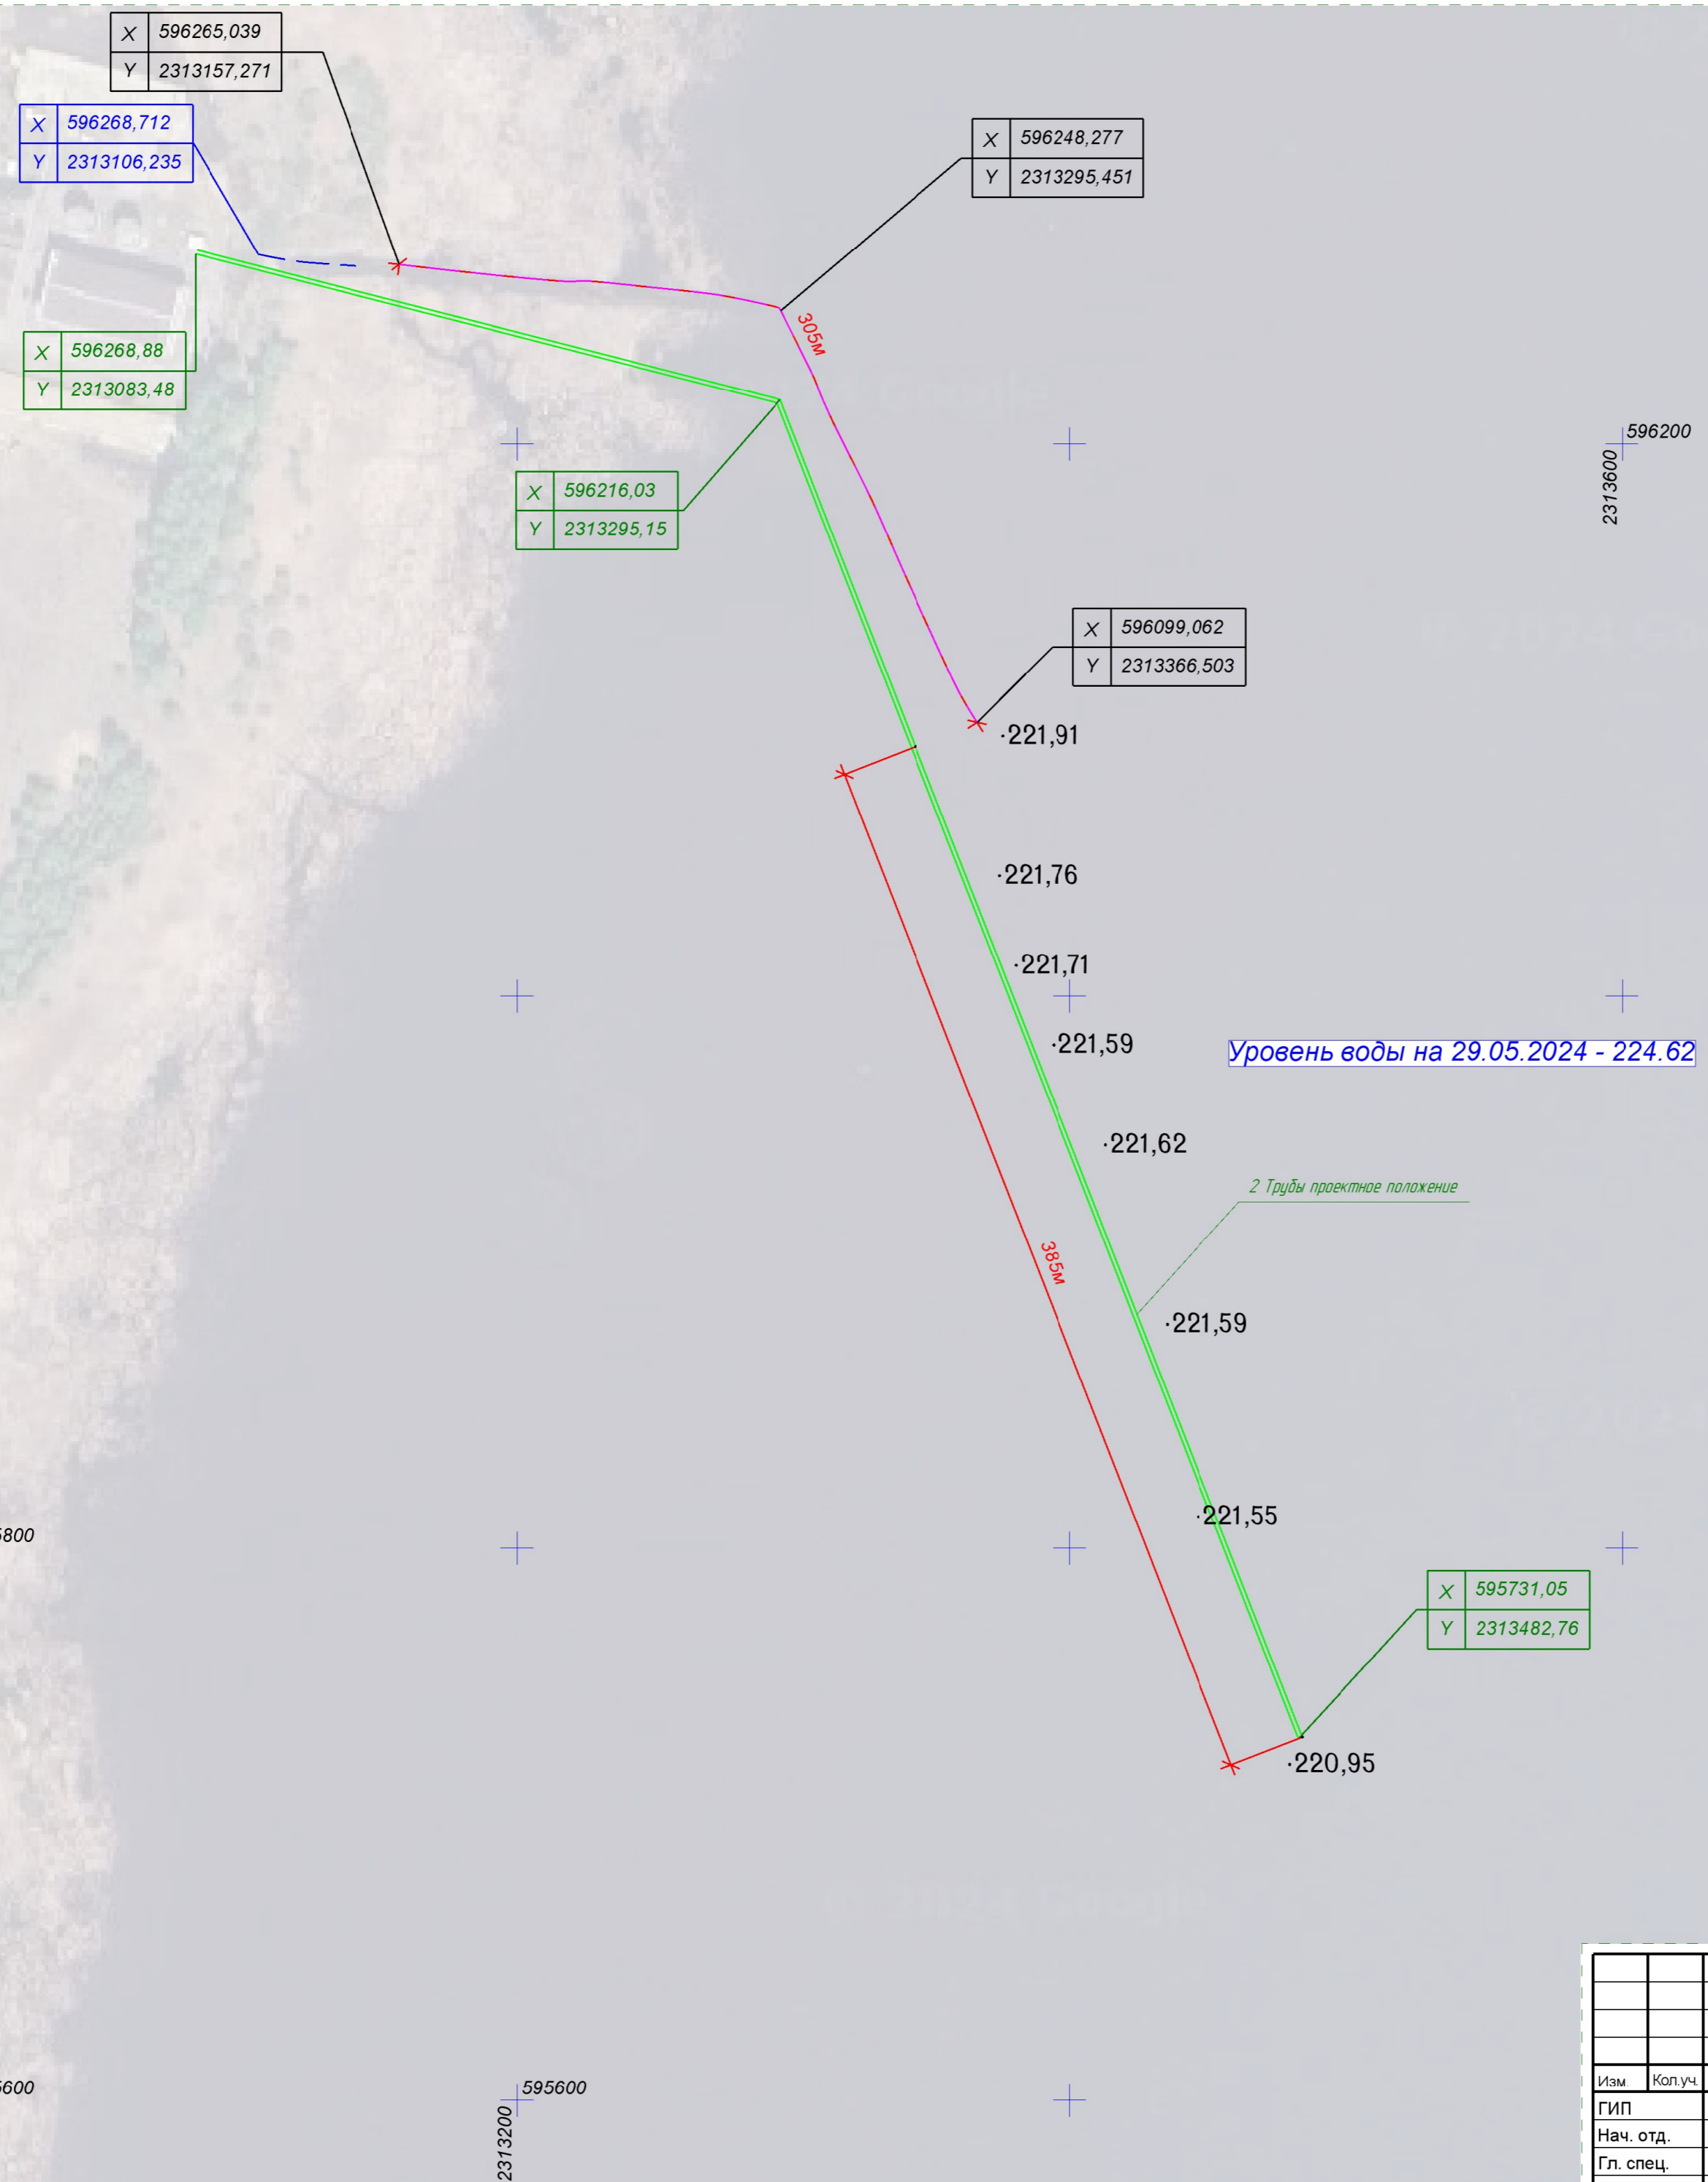 X 596265,039
Y 2313157,271
X 596268,712
Y 2313106,235
X 596248,277
Y 2313295,451
305м
X 596268,88
Y 2313083,48
596200
2313600
X 596216,03
Y 2313295,15
X 596099,062
Y 2313366,503
·221,91
·221,76
·221,71
·221,59
Уровень воды на 29.05.2024 - 224.62
·221,62
2 Трубы проектное положение
385м
·221,59
·221,55
5800
X 595731,05
Y 2313482,76
·220,95
5600
595600
2313200
Изм. Кол.уч.
ГИП
Нач. отд.
Гл. спец.